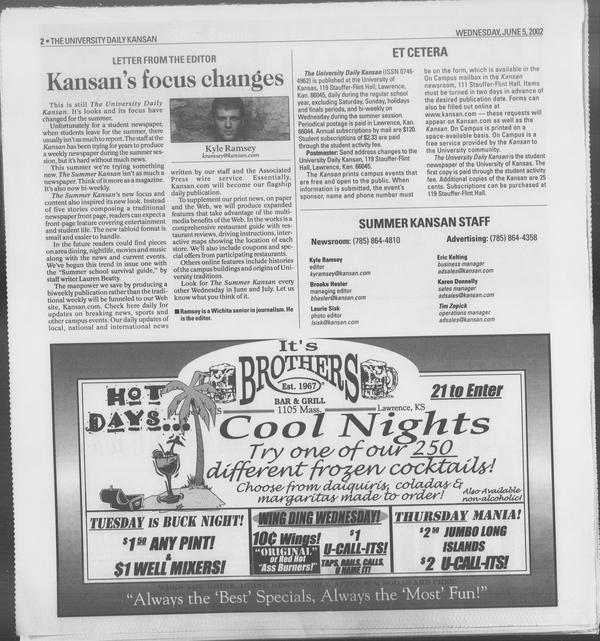 2 • THE UNIVERSITY DAILY KANSAN
WEDNESDAY, JUNE 5, 2002
LETTER FROM THE EDITOR
Kansan's focus changes
This is still The University Daily
Kansan. It's looks and its focus have
changed for the summer.
Unfortunately for a student newspaper,
when students leave for the summer, there
usually isn't as much to report. The staff at the
Kansan has been trying for years to produce
a weekly newspaper during the summer ses-
sion, but it's hard without much news.
This summer we're trying something
new. The Summer Kansan isn't as much a
newspaper. Think of it more as a magazine.
It's also now bi-weekly.
The Summer Kansan's new focus and
content also inspired its new look. Instead
of five stories composing a traditional
newspaper front page, readers can expect a
front-page feature covering entertainment
and student life. The new tabloid format is
small and easier to handle.
In the future readers could find pieces
on area dining, nightlife, movies and music
along with the news and current events.
We've begun this trend in issue one with
the "Summer school survival guide," by
staff writer Lauren Beatty.
The manpower we save by producing a
biweekly publication rather than the tradi-
tional weekly will be funneled to our Web
site, Kansan.com. Check here daily for
updates on breaking news, sports and
other campus events. Our daily updates of
local, national and international news
Kyle Ramsey
kramsey@kansan.com
written by our staff and the Associated
Press wire service. Essentially,
Kansan.com will become our flagship
daily publication.
To supplement our print news, on paper
and the Web, we will produce expanded
features that take advantage of the multi-
media benefits of the Web. In the works is a
comprehensive restaurant guide with res-
taurant reviews, driving instructions, inter-
active maps showing the location of each
store. We'll also include coupons and spe-
cial offers from participating restaurants.
Others online features include histories
of the campus buildings and origins of Uni-
versity traditions.
Look for The Summer Kansan every
other Wednesday in June and July. Let us
know what you think of it.
■ Ramsey is a Wichita senior in journalism. He
is the editor.
ET CETERA
The University Daily Kansan (ISSN 0746-
4962) is published at the University of
Kansas, 119 Stauffer-Flint Hall, Lawrence,
Kan. 66045, daily during the regular school
year, excluding Saturday, Sunday, holidays
and finals periods, and bi-weekly on
Wednesday during the summer session.
Periodical postage is paid in Lawrence, Kan.
66044. Annual subscriptions by mail are $120.
Student subscriptions of $2.33 are paid
through the student activity fee.
Postmaster: Send address changes to the
University Daily Kansan, 119 Stauffer-Flint
Hall, Lawrence, Kan. 66045.
The Kansan prints campus events that
are free and open to the public. When
information is submitted, the event's
sponsor, name and phone number must
be on the form, which is available in the
On Campus mailbox in the Kansan
newsroom, 111 Stauffer-Flint Hall. Items
must be turned in two days in advance of
the desired publication date. Forms can
also be filled out online at
www.kansan.com — these requests will
appear on Kansan.com as well as the
Kansan. On Campus is printed on a
space-available basis. On Campus is a
free service provided by the Kansan to
the University community.
The University Daily Kansan is the student
newspaper of the University of Kansas. The
first copy is paid through the student activity
fee. Additional copies of the Kansan are 25
cents. Subscriptions can be purchased at
119 Stauffer-Flint Hall.
SUMMER KANSAN STAFF
Newsroom: (785) 864-4810
Advertising: (785) 864-4358
Kyle Ramsey
editor
kyramsey@kansan.com
Brooke Hesler
managing editor
bhesler@kansan.com
Laurie Sisk
photo editor
lsisk@kansan.com
Eric Kelting
business manager
adsales@kansan.com
Karen Donnelly
sales manager
adsales@kansan.com
Tim Zepick
operations manager
adsales@kansan.com
It's
BROTHERS
Est. 1967
BAR & GRILL
1105 Mass.
Lawrence, KS
21 to Enter
HOT
DAYS...
Cool Nights
Try one of our 250
different frozen cocktails!
Choose from daiquiris, coladas &
margaritas made to order!
Also Available
non-alcoholic!
TUESDAY IS BUCK NIGHT!
$1 50 ANY PINT!
&
$1 WELL MIXERS!
WING DING WEDNESDAY!
10¢ Wings!
"ORIGINAL"
or Red Hot
"Ass Burners!"
$1
U-CALL-ITS!
TAPS, RAILS, CALLS,
U NAME IT!
THURSDAY MANIA!
$2 JUMBO LONG
ISLANDS
$2 U-CALL-ITS!
"Always the 'Best' Specials, Always the 'Most' Fun!"